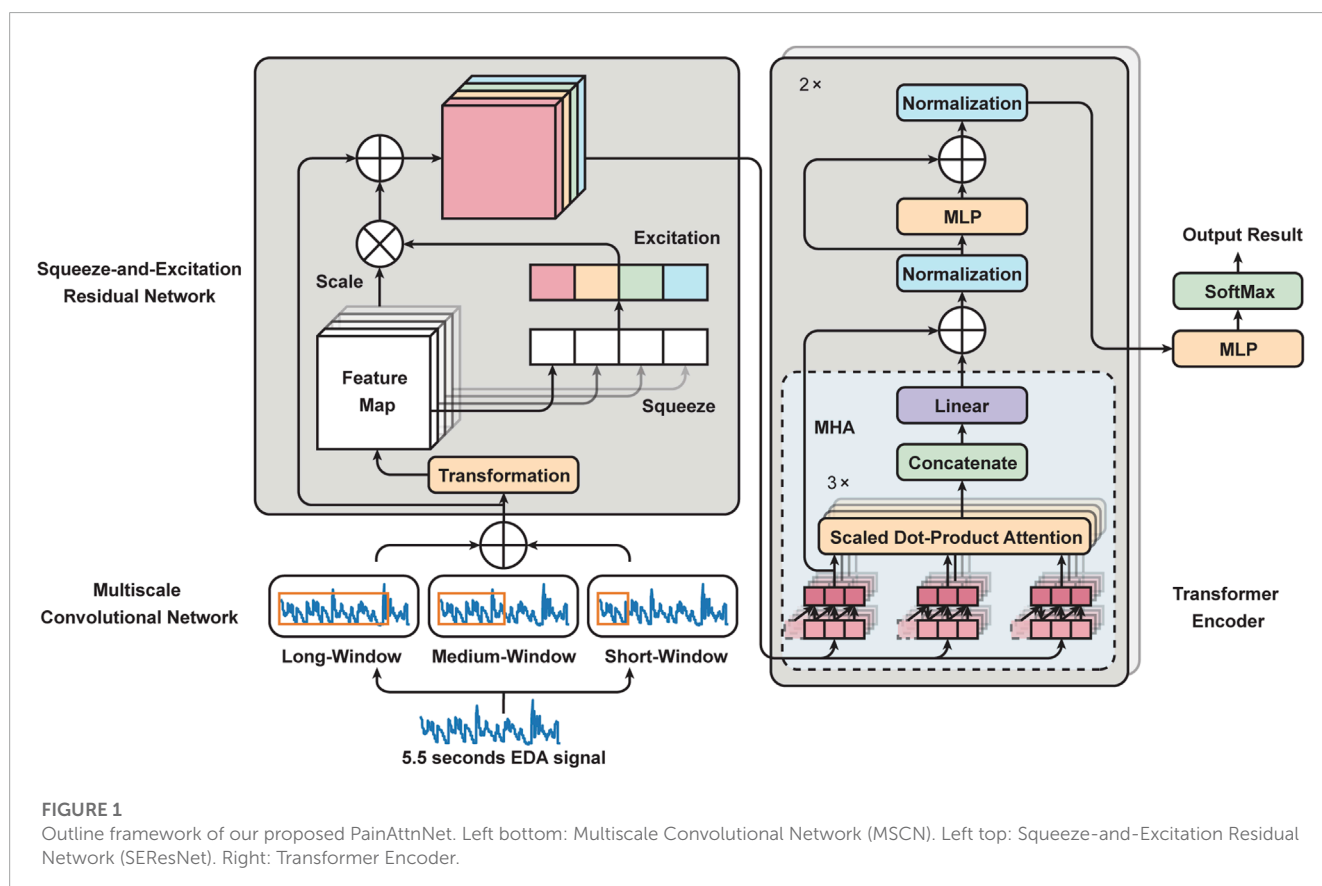 2 ×
Normalization
MLP
Normalization
Output Result
SoftMax
MLP
Excitation
Scale
Squeeze-and-Excitation
Residual Network
Feature
Map
Squeeze
Transformation
Linear
MHA
Concatenate
3 ×
Scaled Dot-Product Attention
Transformer
Encoder
Multiscale
Convolutional Network
Long-Window
Medium-Window
Short-Window
5.5 seconds EDA signal
FIGURE 1
Outline framework of our proposed PainAttnNet. Left bottom: Multiscale Convolutional Network (MSCN). Left top: Squeeze-and-Excitation Residual
Network (SEResNet). Right: Transformer Encoder.